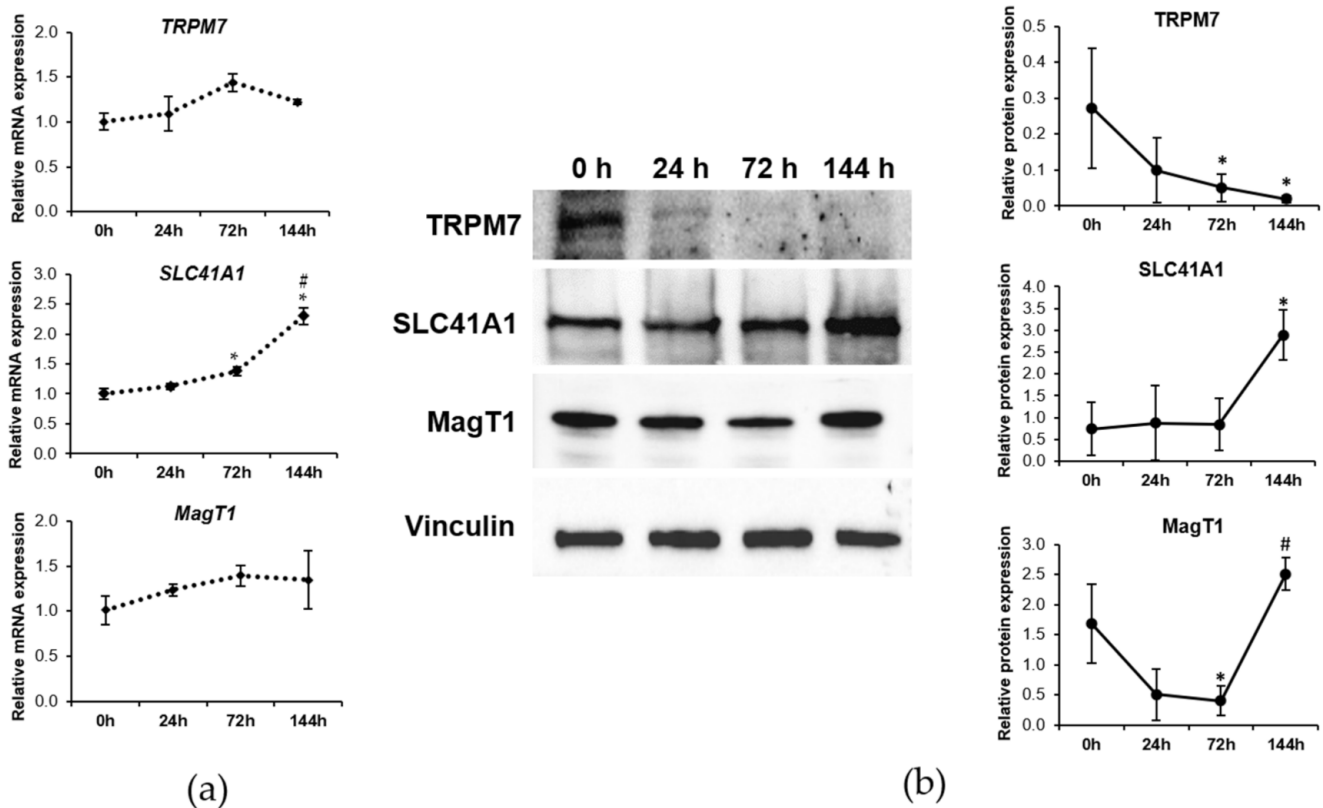 TRPM7
Relative mRNA expression
2.0
1.5
1.0
0.5
0.0
0h 24h 72h 144h
SLC41A1
Relative mRNA expression
3.0
2.5
2.0
1.5
1.0
0.5
0.0
#
*
*
0h 24h 72h 144h
MagT1
Relative mRNA expression
2.0
1.5
1.0
0.5
0.0
0h 24h 72h 144h
(a)
0 h 24 h 72 h 144 h
TRPM7
SLC41A1
MagT1
Vinculin
TRPM7
Relative protein expression
0.5
0.4
0.3
0.2
0.1
0.0
* *
0h 24h 72h 144h
SLC41A1
Relative protein expression
4.0
3.5
3.0
2.5
2.0
1.5
1.0
0.5
0.0
*
0h 24h 72h 144h
MagT1
Relative protein expression
3.0
2.5
2.0
1.5
1.0
0.5
0.0
#
*
0h 24h 72h 144h
(b)